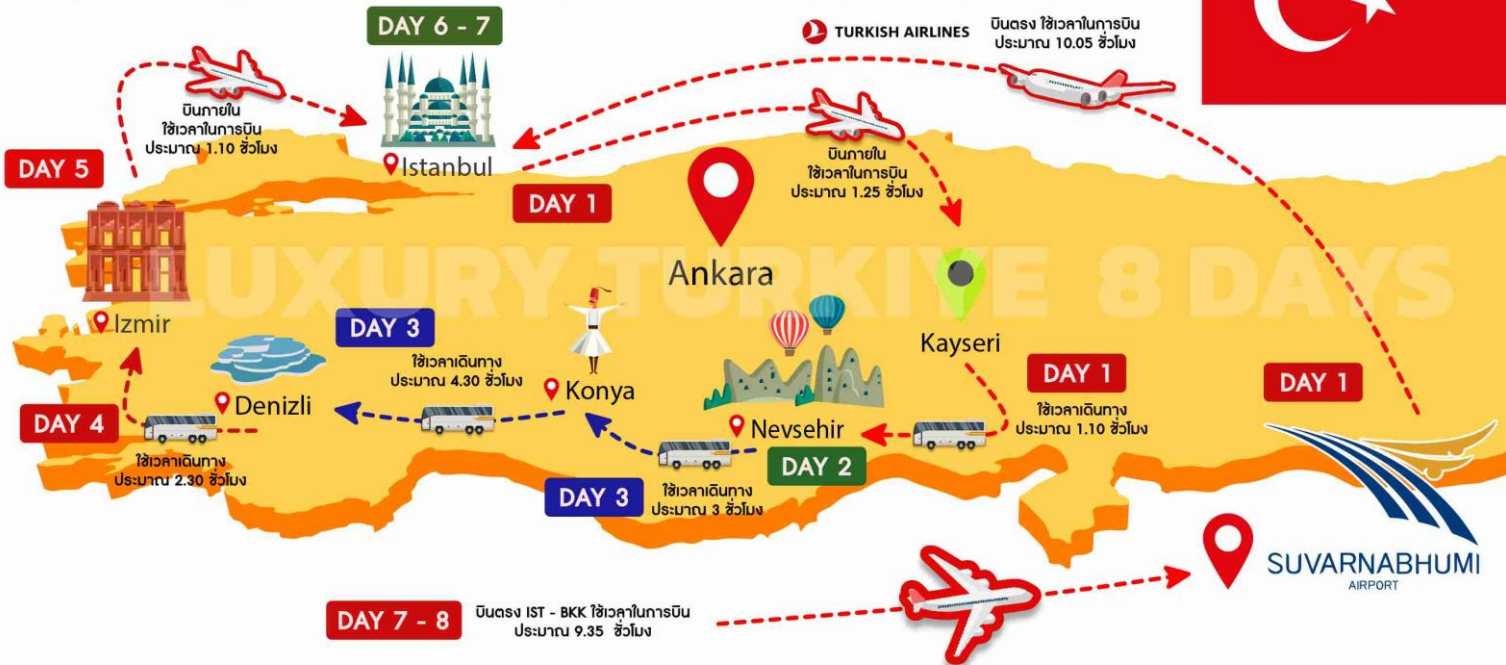 DAY 6 - 7
TURKISH AIRLINES
บินตรง ใช้เวลาในการบิน
ประมาณ 10.05 ชั่วโมง
บินภายใน
ใช้เวลาในการบิน
ประมาณ 1.10 ชั่วโมง
Istanbul
DAY 5
DAY 1
บินภายใน
ใช้เวลาในการบิน
ประมาณ 1.25 ชั่วโมง
Ankara
LUXURY TURKIYE 8 DAYS
Izmir
DAY 3
ใช้เวลาเดินทาง
ประมาณ 4.30 ชั่วโมง
Kayseri
DAY 1
ใช้เวลาเดินทาง
ประมาณ 1.10 ชั่วโมง
DAY 1
Denizli
Konya
Nevsehir
DAY 4
ใช้เวลาเดินทาง
ประมาณ 2.30 ชั่วโมง
DAY 2
DAY 3
ใช้เวลาเดินทาง
ประมาณ 3 ชั่วโมง
SUVARNABHUMI
AIRPORT
DAY 7 - 8
บินตรง IST - BKK ใช้เวลาในการบิน
ประมาณ 9.35 ชั่วโมง